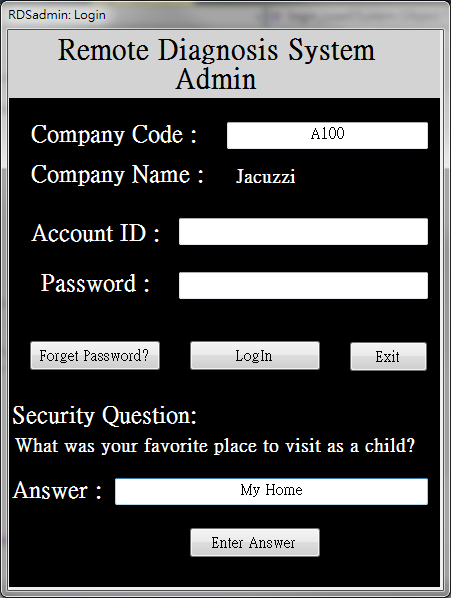 RDSadmin: Login
Remote Diagnosis System
Admin
Company Code : A100
Company Name : Jacuzzi
Account ID :
Password :
Forget Password? LogIn Exit
Security Question:
What was your favorite place to visit as a child?
Answer : My Home
Enter Answer